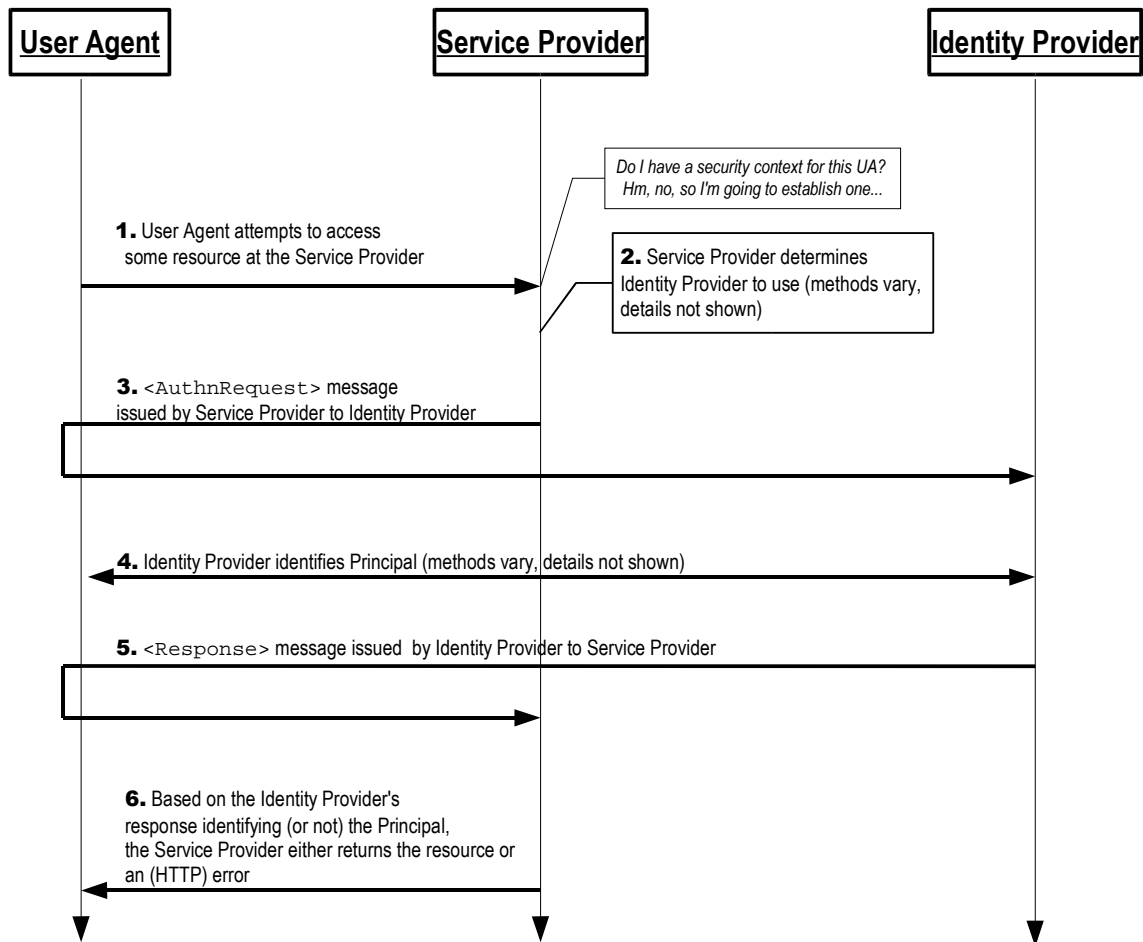 User Agent
Service Provider
Identity Provider
Do I have a security context for this UA?
Hm, no, so I'm going to establish one...
1. User Agent attempts to access
some resource at the Service Provider
2. Service Provider determines
Identity Provider to use (methods vary,
details not shown)
3. <AuthnRequest> message
issued by Service Provider to Identity Provider
4. Identity Provider identifies Principal (methods vary, details not shown)
5. <Response> message issued by Identity Provider to Service Provider
6. Based on the Identity Provider's
response identifying (or not) the Principal,
the Service Provider either returns the resource or
an (HTTP) error